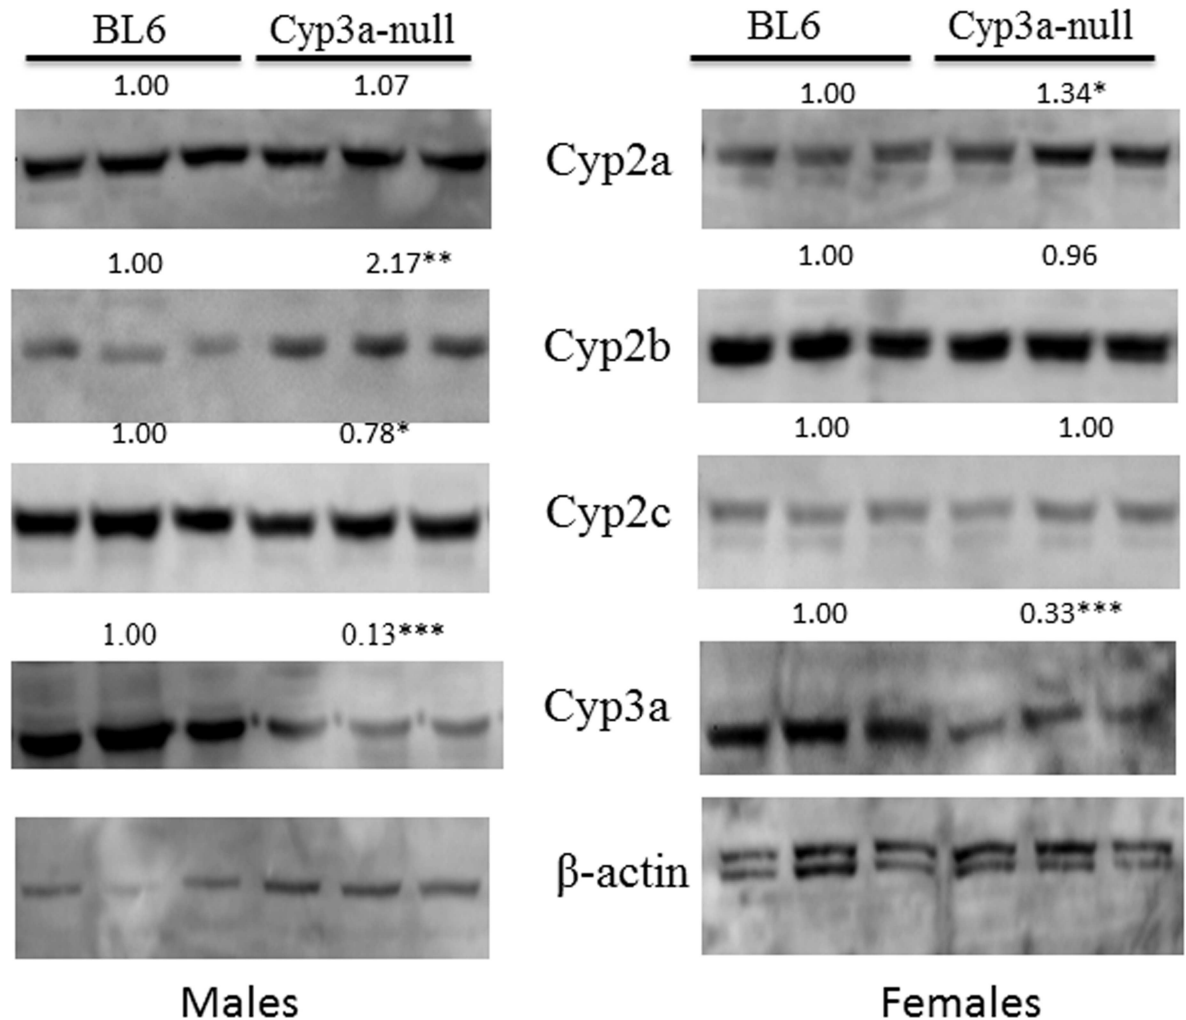 BL6 Cyp3a-null BL6 Cyp3a-null
1.00 1.07 1.00 1.34*
Cyp2a
1.00 2.17** 1.00 0.96
Cyp2b
1.00 0.78* 1.00 1.00
Cyp2c
1.00 0.13*** 1.00 0.33***
Cyp3a
β-actin
Males Females